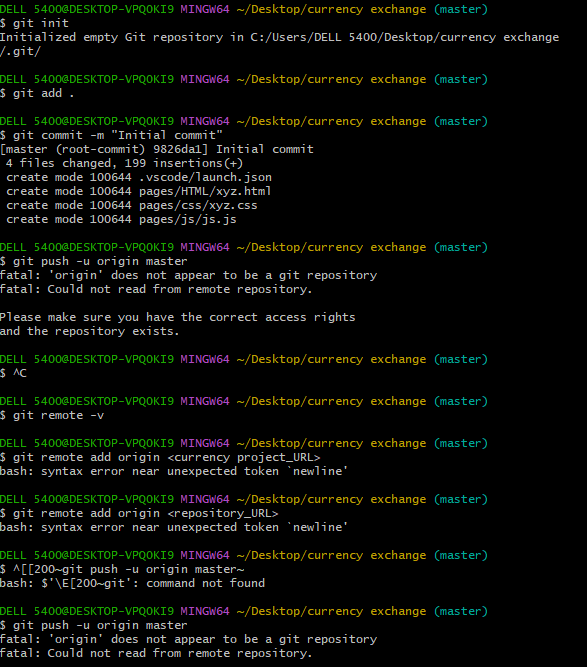 DELL 5400@DESKTOP-VPQOKI9 MINGW64 ~/Desktop/currency exchange (master)
$ git init
Initialized empty Git repository in C:/Users/DELL 5400/Desktop/currency exchange
/.git/
DELL 5400@DESKTOP-VPQOKI9 MINGW64 ~/Desktop/currency exchange (master)
$ git add .
DELL 5400@DESKTOP-VPQOKI9 MINGW64 ~/Desktop/currency exchange (master)
$ git commit -m "Initial commit"
[master (root-commit) 9826da1] Initial commit
 4 files changed, 199 insertions(+)
 create mode 100644 .vscode/launch.json
 create mode 100644 pages/HTML/xyz.html
 create mode 100644 pages/css/xyz.css
 create mode 100644 pages/js/js.js
DELL 5400@DESKTOP-VPQOKI9 MINGW64 ~/Desktop/currency exchange (master)
$ git push -u origin master
fatal: 'origin' does not appear to be a git repository
fatal: Could not read from remote repository.
Please make sure you have the correct access rights
and the repository exists.
DELL 5400@DESKTOP-VPQOKI9 MINGW64 ~/Desktop/currency exchange (master)
$ ^C
DELL 5400@DESKTOP-VPQOKI9 MINGW64 ~/Desktop/currency exchange (master)
$ git remote -v
DELL 5400@DESKTOP-VPQOKI9 MINGW64 ~/Desktop/currency exchange (master)
$ git remote add origin <currency project_URL>
bash: syntax error near unexpected token `newline'
DELL 5400@DESKTOP-VPQOKI9 MINGW64 ~/Desktop/currency exchange (master)
$ git remote add origin <repository_URL>
bash: syntax error near unexpected token `newline'
DELL 5400@DESKTOP-VPQOKI9 MINGW64 ~/Desktop/currency exchange (master)
$ ^[[200~git push -u origin master~
bash: $'\E[200~git': command not found
DELL 5400@DESKTOP-VPQOKI9 MINGW64 ~/Desktop/currency exchange (master)
$ git push -u origin master
fatal: 'origin' does not appear to be a git repository
fatal: Could not read from remote repository.